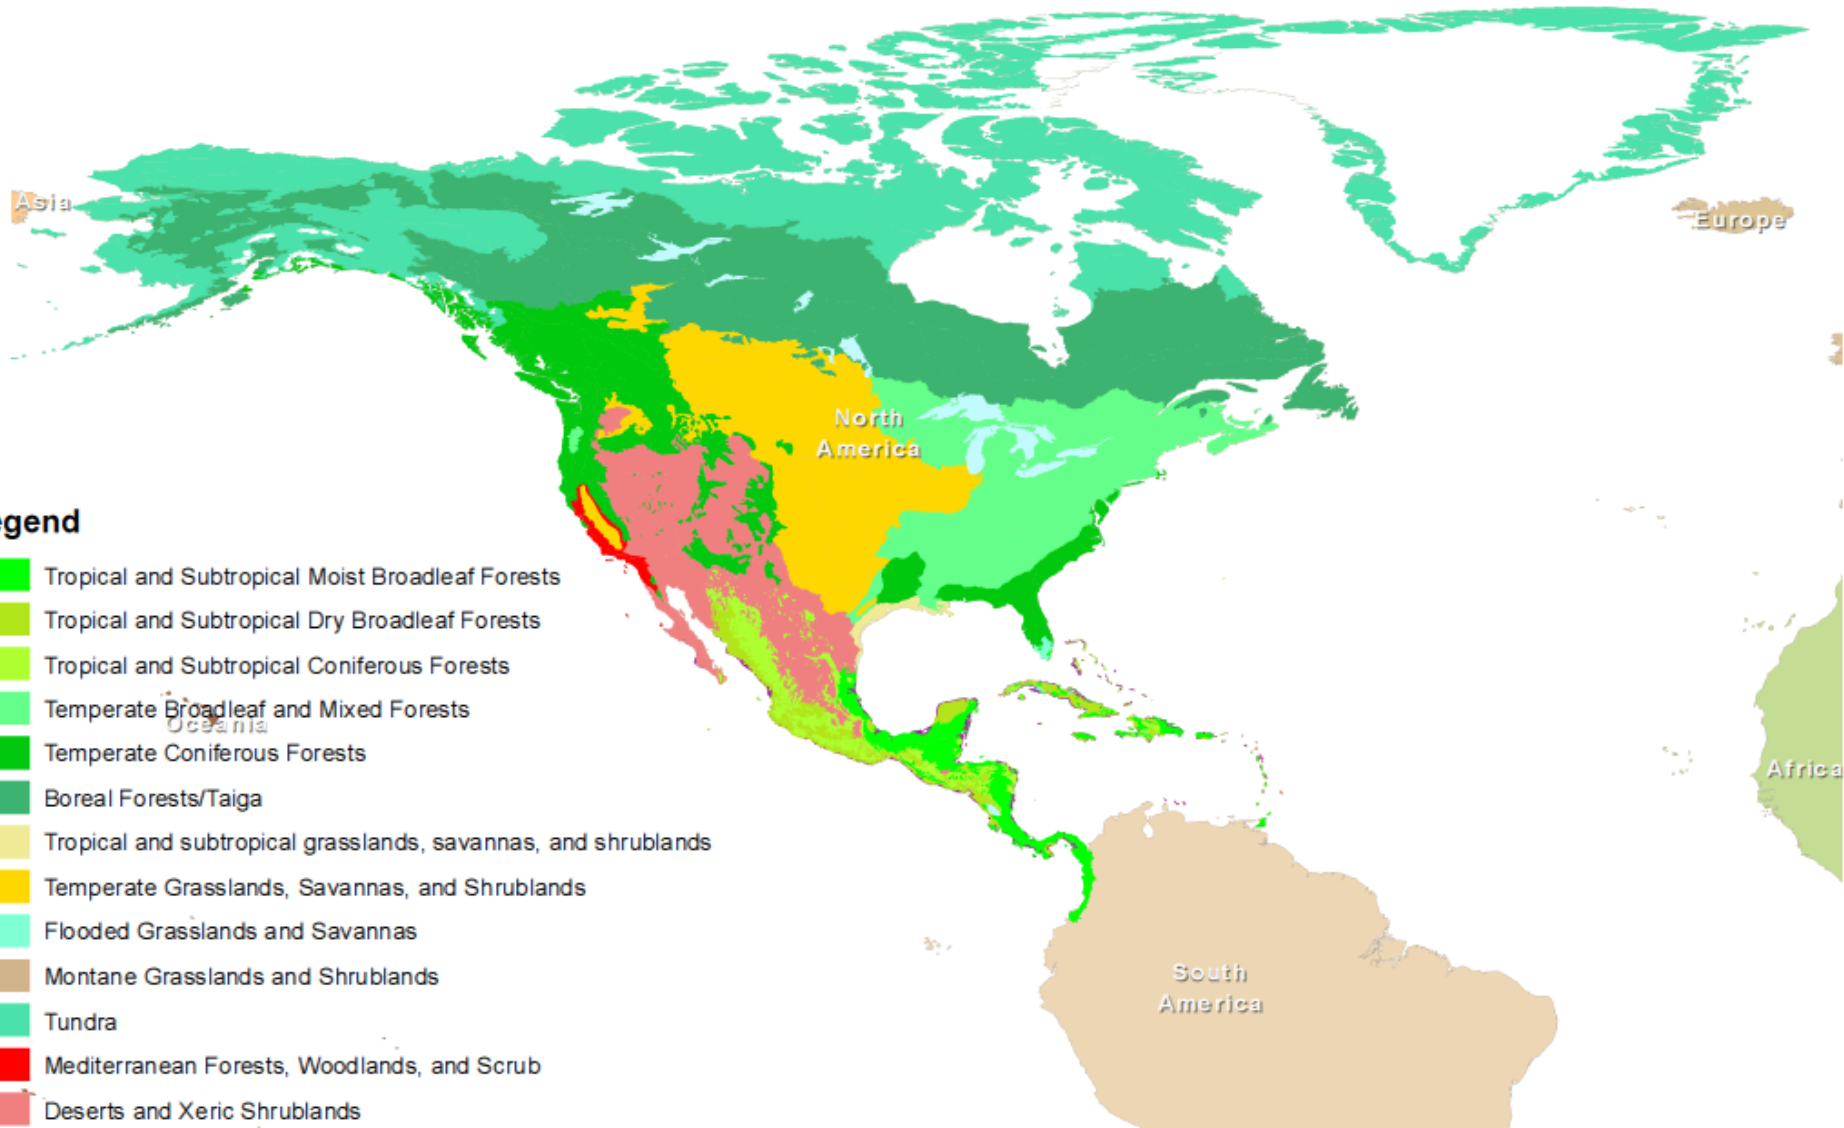 Asia
Europe
North
America
egend
Tropical and Subtropical Moist Broadleaf Forests
Tropical and Subtropical Dry Broadleaf Forests
Tropical and Subtropical Coniferous Forests
Temperate Broadleaf and Mixed Forests
Oceania
Temperate Coniferous Forests
Africa
Boreal Forests/Taiga
Tropical and subtropical grasslands, savannas, and shrublands
Temperate Grasslands, Savannas, and Shrublands
Flooded Grasslands and Savannas
Montane Grasslands and Shrublands
South
America
Tundra
Mediterranean Forests, Woodlands, and Scrub
Deserts and Xeric Shrublands